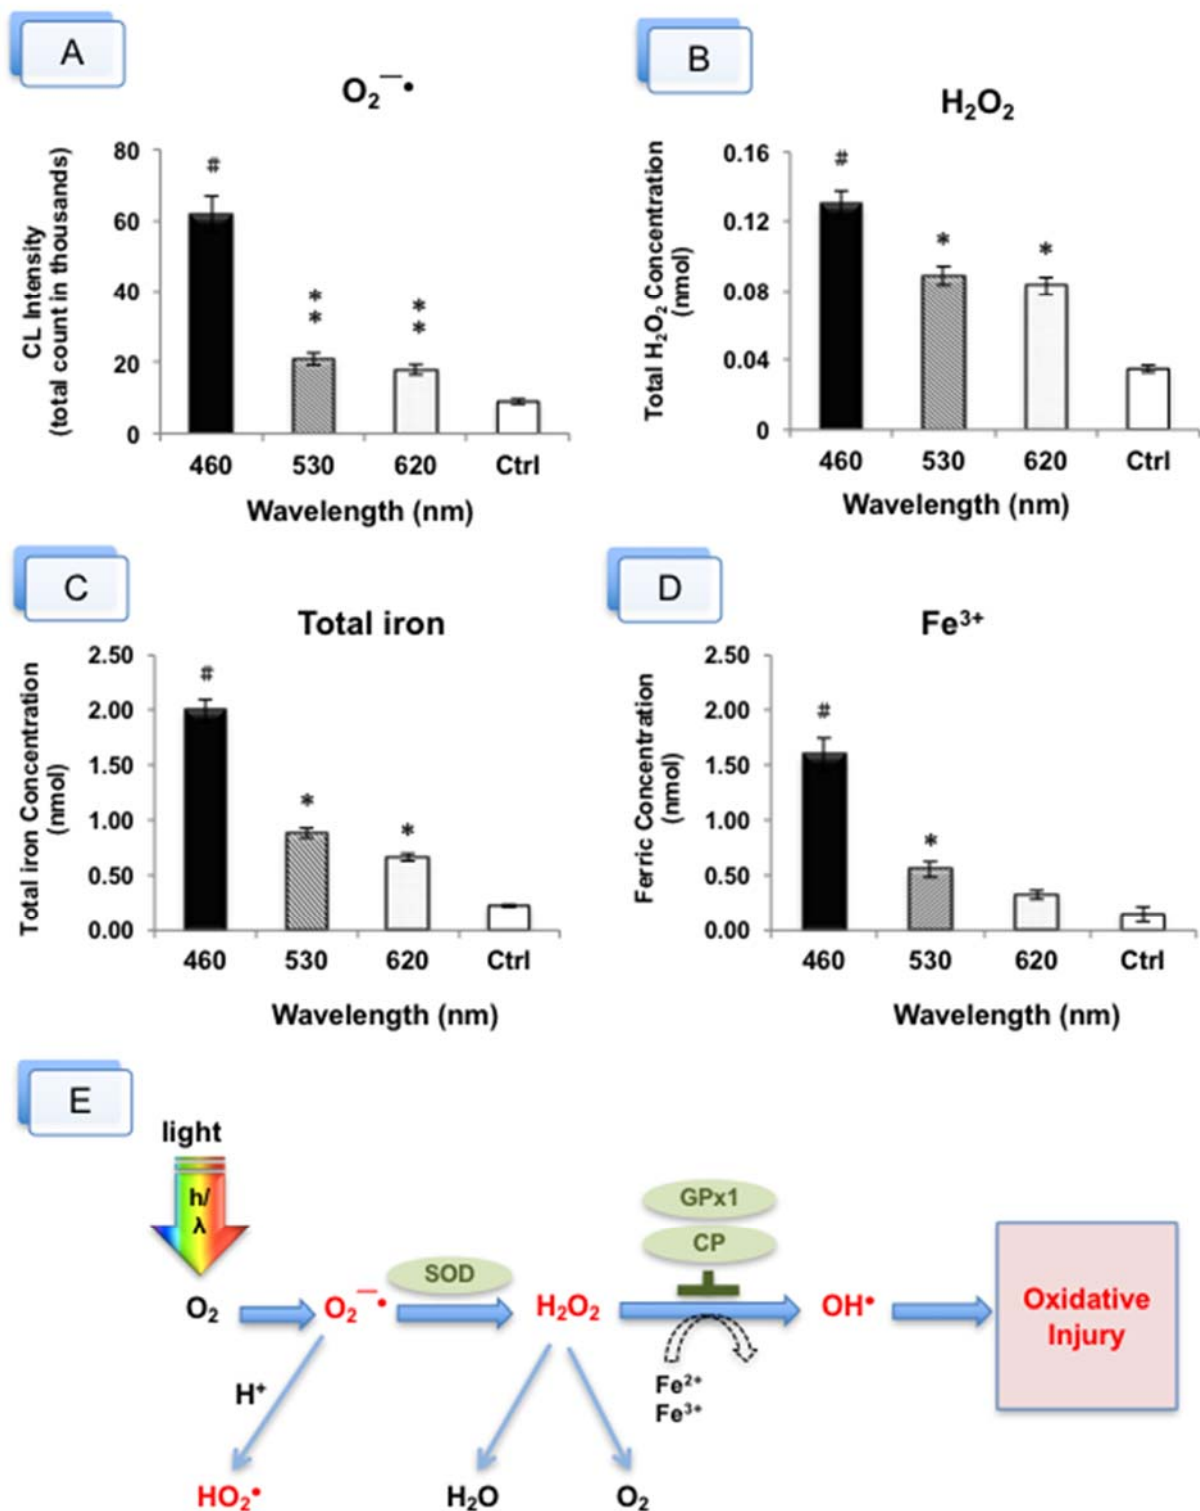 A
O₂⁻•
CL Intensity
(total count in thousands)
80
60
40
20
0
#
*
*
*
*
460 530 620 Ctrl
Wavelength (nm)
B
H₂O₂
Total H₂O₂ Concentration
(nmol)
0.16
0.12
0.08
0.04
0
#
*
*
460 530 620 Ctrl
Wavelength (nm)
C
Total iron
Total iron Concentration
(nmol)
2.50
2.00
1.50
1.00
0.50
0.00
#
*
*
460 530 620 Ctrl
Wavelength (nm)
D
Fe³⁺
Ferric Concentration
(nmol)
2.50
2.00
1.50
1.00
0.50
0.00
#
*
460 530 620 Ctrl
Wavelength (nm)
E
light
h/
λ
GPx1
CP
SOD
O₂ O₂⁻• H₂O₂ OH• Oxidative
Injury
Fe²⁺
Fe³⁺
H⁺
HO₂• H₂O O₂